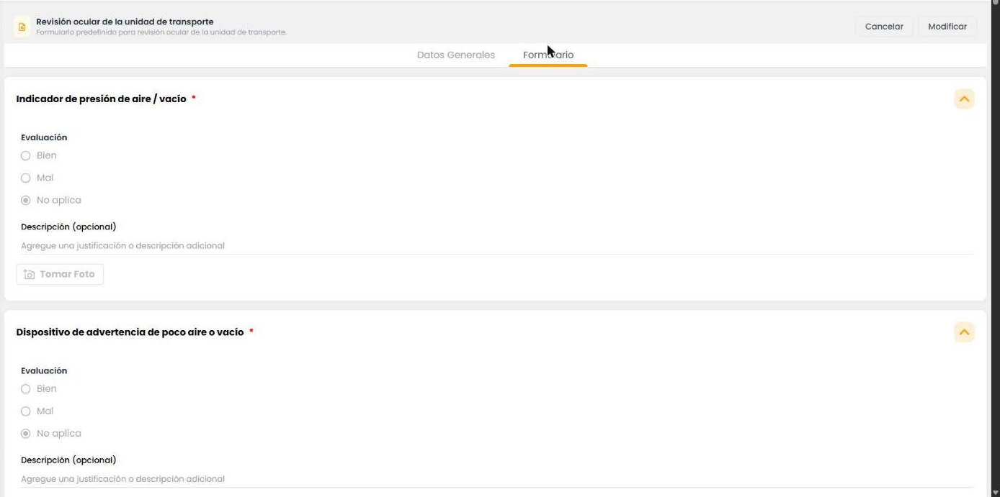 Revisión ocular de la unidad de transporte
Formulario predefinido para revisión ocular de la unidad de transporte.
Cancelar
Modificar
Datos Generales
Formulario
Indicador de presión de aire / vacío *
Evaluación
Bien
Mal
No aplica
Descripción (opcional)
Agregue una justificación o descripción adicional
Tomar Foto
Dispositivo de advertencia de poco aire o vacío *
Evaluación
Bien
Mal
No aplica
Descripción (opcional)
Agregue una justificación o descripción adicional